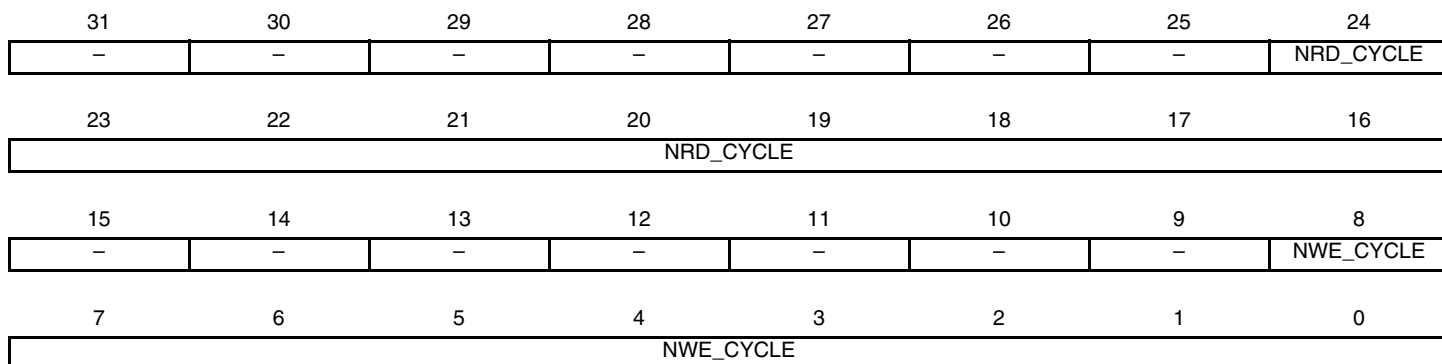 31 30 29 28 27 26 25 24
– – – – – – – NRD_CYCLE
23 22 21 20 19 18 17 16
NRD_CYCLE
15 14 13 12 11 10 9 8
– – – – – – – NWE_CYCLE
7 6 5 4 3 2 1 0
NWE_CYCLE